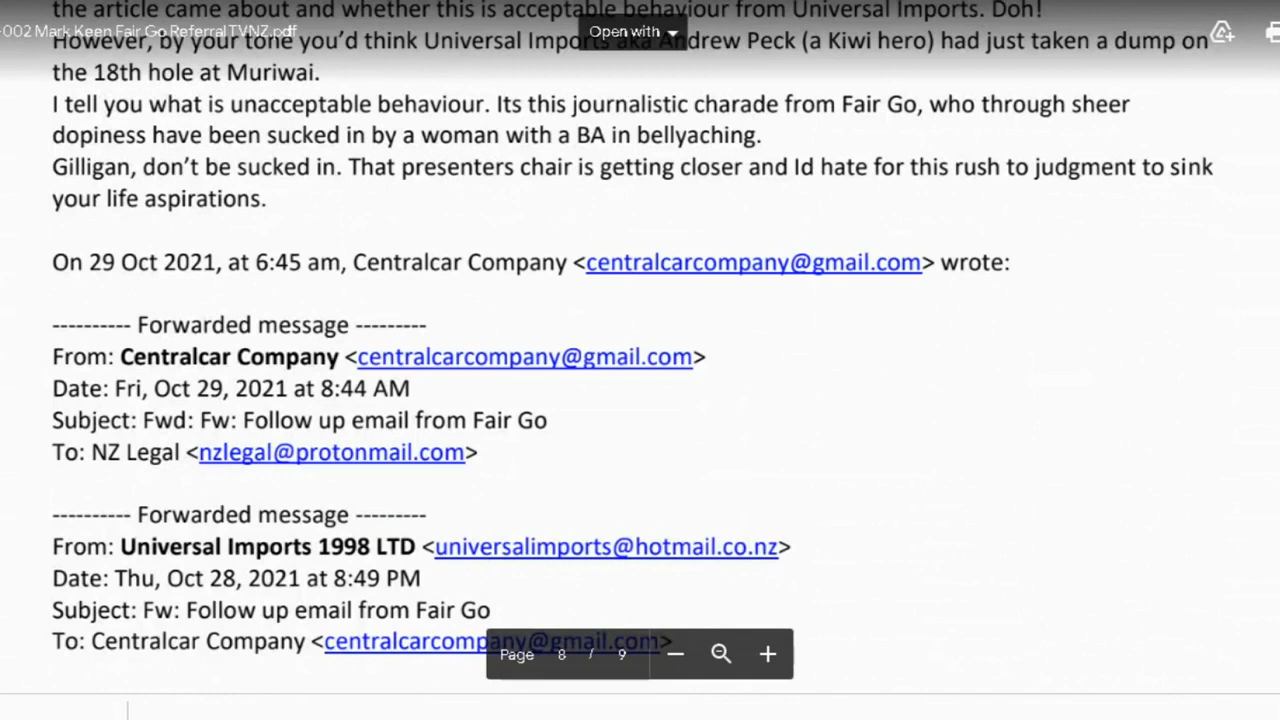 the article came about and whether this is acceptable behaviour from Universal Imports. Doh!
-002 Mark Keen Fair Go Referral TVNZ.pdf
Open with
However, by your tone you’d think Universal Imports aka Andrew Peck (a Kiwi hero) had just taken a dump on
the 18th hole at Muriwai.
I tell you what is unacceptable behaviour. Its this journalistic charade from Fair Go, who through sheer
dopiness have been sucked in by a woman with a BA in bellyaching.
Gilligan, don’t be sucked in. That presenters chair is getting closer and Id hate for this rush to judgment to sink
your life aspirations.
On 29 Oct 2021, at 6:45 am, Centralcar Company <centralcarcompany@gmail.com> wrote:
---------- Forwarded message ---------
From: Centralcar Company <centralcarcompany@gmail.com>
Date: Fri, Oct 29, 2021 at 8:44 AM
Subject: Fwd: Fw: Follow up email from Fair Go
To: NZ Legal <nzlegal@protonmail.com>
---------- Forwarded message ---------
From: Universal Imports 1998 LTD <universalimports@hotmail.co.nz>
Date: Thu, Oct 28, 2021 at 8:49 PM
Subject: Fw: Follow up email from Fair Go
To: Centralcar Company <centralcarcompany@gmail.com>
Page 8 / 9